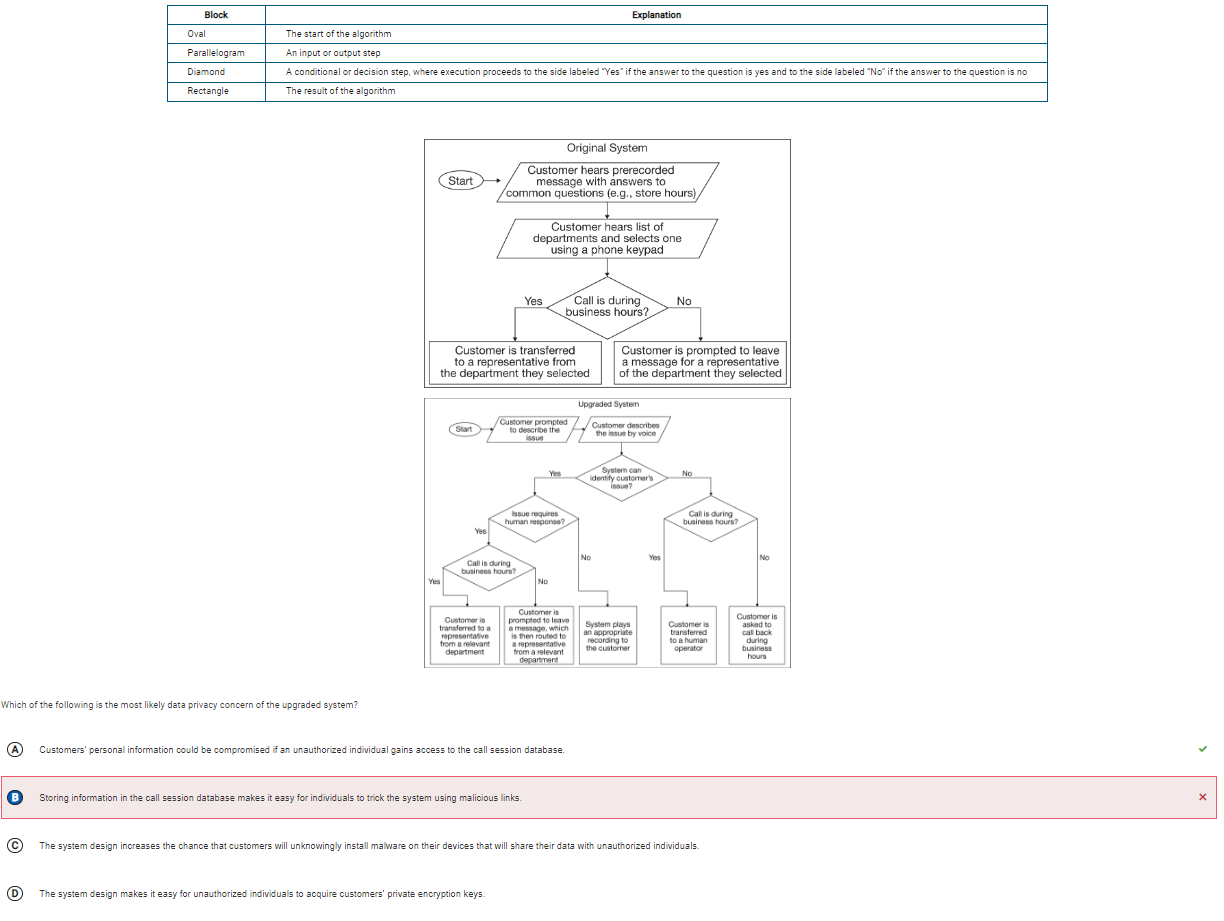 Block Explanation
Oval The start of the algorithm
Parallelogram An input or output step
Diamond A conditional or decision step, where execution proceeds to the side labeled "Yes" if the answer to the question is yes and to the side labeled "No" if the answer to the question is no
Rectangle The result of the algorithm
Original System
Start
Customer hears prerecorded
message with answers to
common questions (e.g., store hours)
Customer hears list of
departments and selects one
using a phone keypad
Yes
Call is during
business hours?
No
Customer is transferred
to a representative from
the department they selected
Customer is prompted to leave
a message for a representative
of the department they selected
Upgraded System
Start
Customer prompted
to describe the
issue
Customer describes
the issue by voice
Yes
System can
identify customer's
issue?
No
Issue requires
human response?
Call is during
business hours?
Yes
No
Yes
No
Call is during
business hours?
Yes
No
Customer is
transferred to a
representative
from a relevant
department
Customer is
prompted to leave
a message, which
is then routed to
a representative
from a relevant
department
System plays
an appropriate
recording to
the customer
Customer is
transferred
to a human
operator
Customer is
asked to
call back
during
business
hours
Which of the following is the most likely data privacy concern of the upgraded system?
A Customers' personal information could be compromised if an unauthorized individual gains access to the call session database.
B Storing information in the call session database makes it easy for individuals to trick the system using malicious links.
C The system design increases the chance that customers will unknowingly install malware on their devices that will share their data with unauthorized individuals.
D The system design makes it easy for unauthorized individuals to acquire customers' private encryption keys.